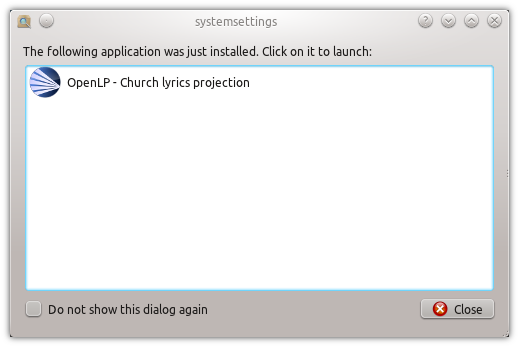 systemsettings
The following application was just installed. Click on it to launch:
OpenLP - Church lyrics projection
Do not show this dialog again
Close